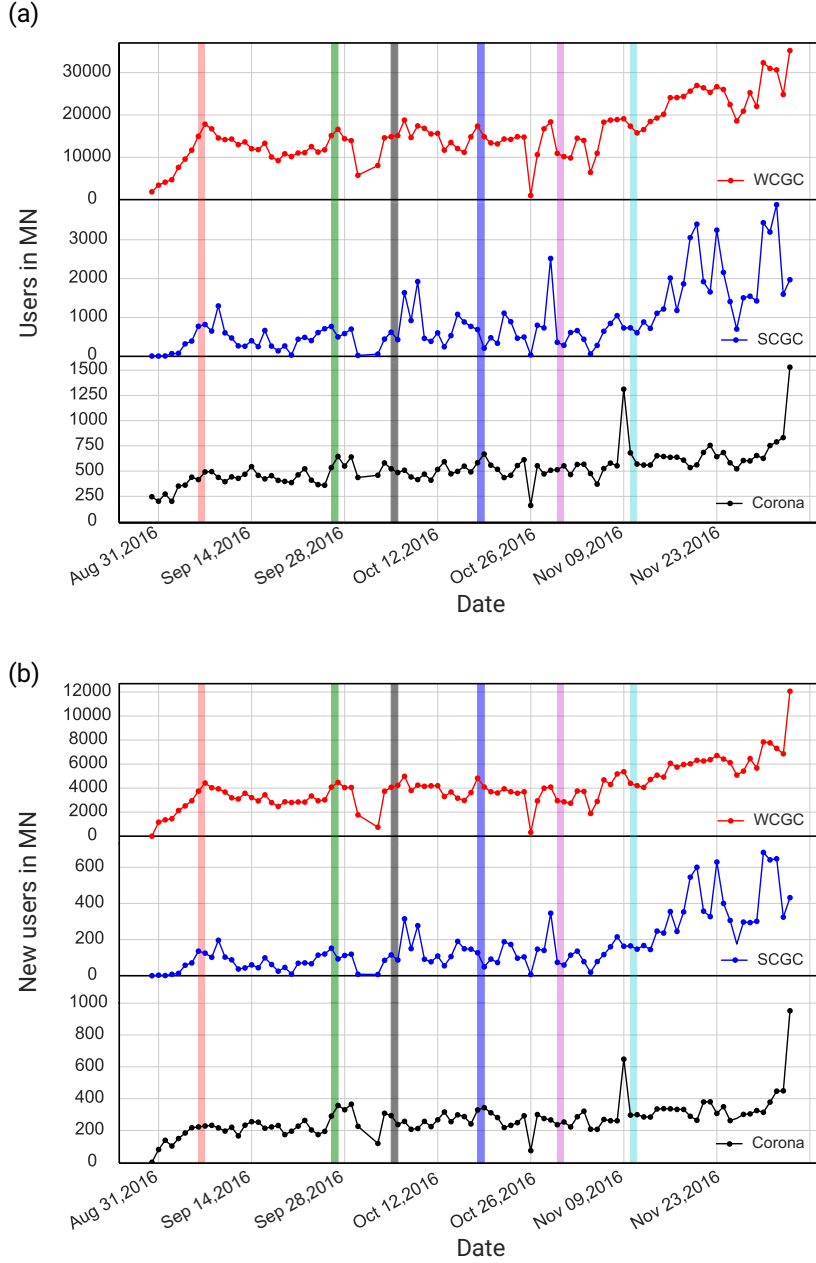 (a)
Users in MN
30000
20000
10000
0
WCGC
3000
2000
1000
0
SCGC
1500
1250
1000
750
500
250
0
Corona
Aug 31,2016
Sep 14,2016
Sep 28,2016
Oct 12,2016
Oct 26,2016
Nov 09,2016
Nov 23,2016
Date
(b)
New users in MN
12000
10000
8000
6000
4000
2000
0
WCGC
600
400
200
0
SCGC
1000
800
600
400
200
0
Corona
Aug 31,2016
Sep 14,2016
Sep 28,2016
Oct 12,2016
Oct 26,2016
Nov 09,2016
Nov 23,2016
Date